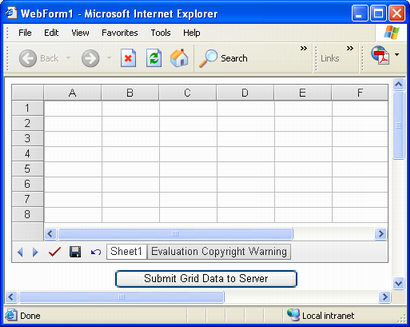 WebForm1 - Microsoft Internet Explorer
File Edit View Favorites Tools Help
Back Search » Links »
A B C D E F
1
2
3
4
5
6
7
8
Sheet1 Evaluation Copyright Warning
Submit Grid Data to Server
Done Local intranet